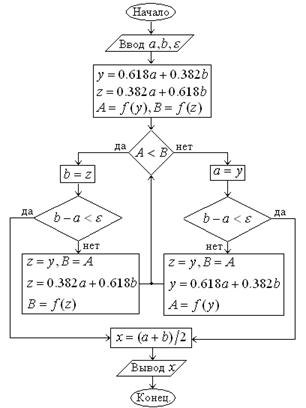 Начало
Ввод a, b, ε
y = 0.618a + 0.382b
z = 0.382a + 0.618b
A = f(y), B = f(z)
да
A < B
нет
b = z
a = y
да
b − a < ε
b − a < ε
да
нет
нет
z = y, B = A
z = 0.382a + 0.618b
B = f(z)
z = y, B = A
y = 0.618a + 0.382b
A = f(y)
x = (a + b)/2
Вывод x
Конец.